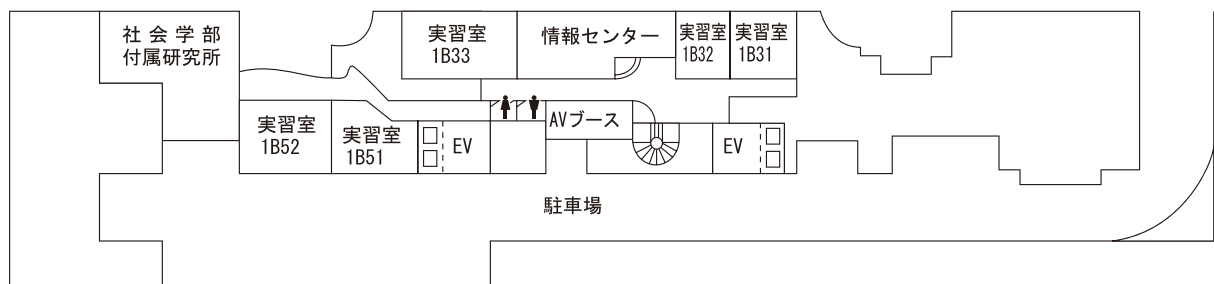 社会学部
付属研究所
実習室
1B33
情報センター
実習室
1B32
実習室
1B31
実習室
1B52
実習室
1B51
EV
AVブース
EV
駐車場